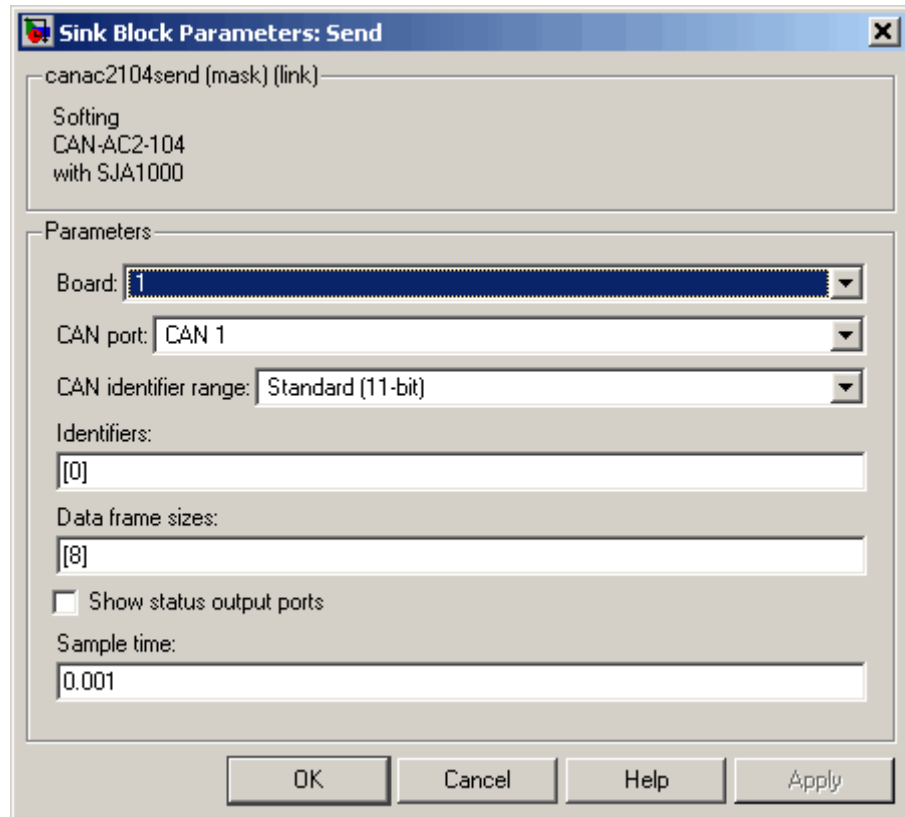 Sink Block Parameters: Send
canac2104send (mask) (link)
Softing
CAN-AC2-104
with SJA1000
Parameters
Board: 1
CAN port: CAN 1
CAN identifier range: Standard (11-bit)
Identifiers:
[0]
Data frame sizes:
[8]
Show status output ports
Sample time:
0.001
OK Cancel Help Apply